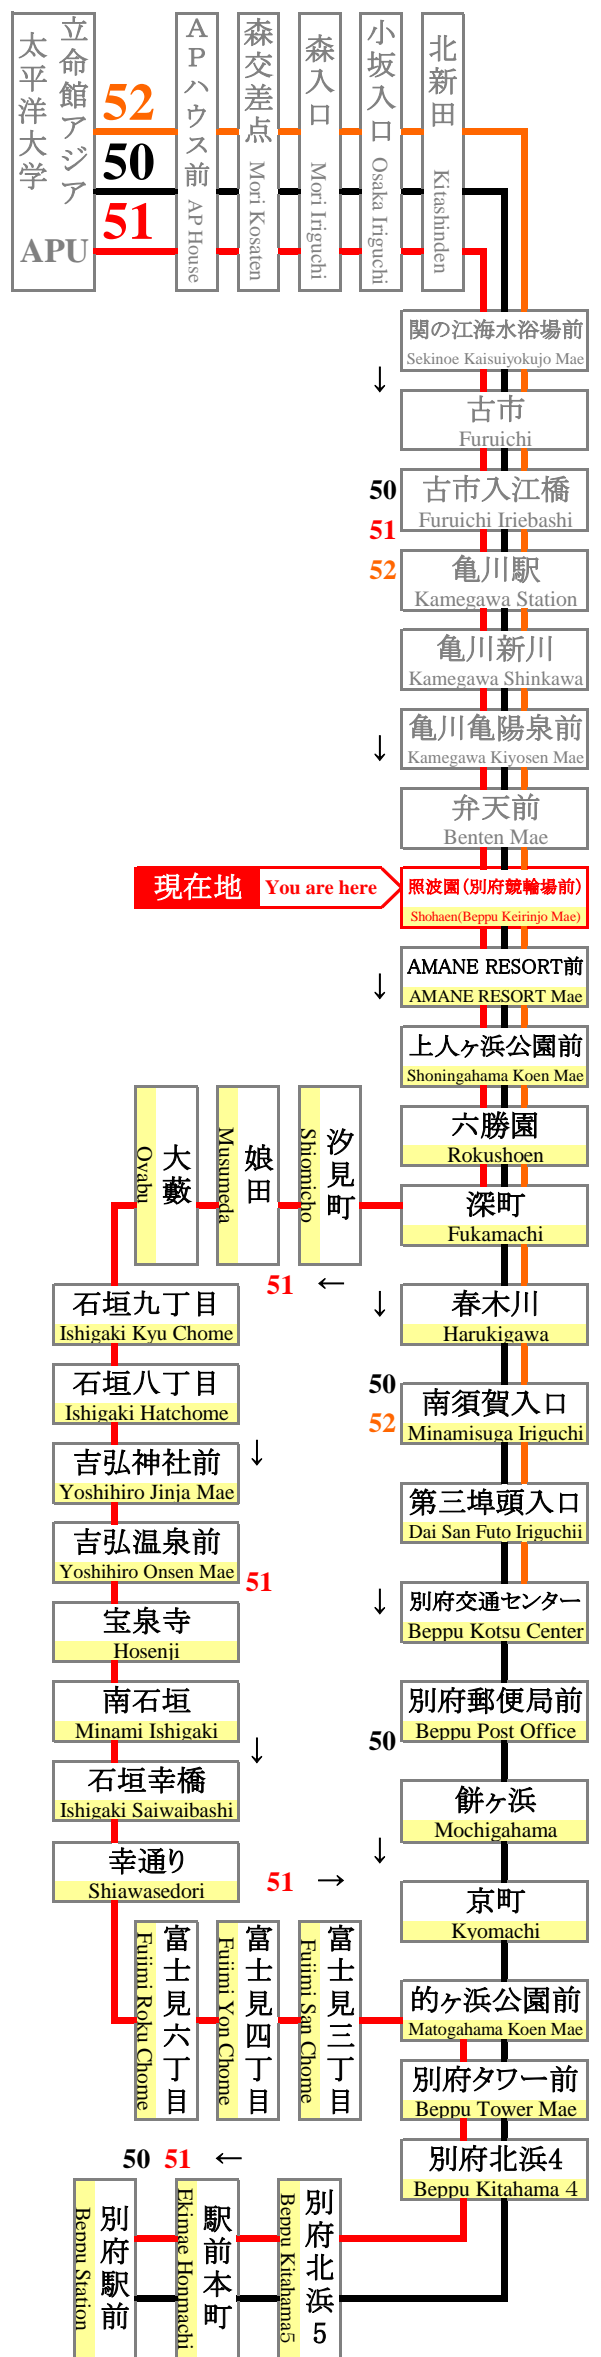 立命館アジア
太平洋大学
APU
52
50
51
APハウス前
AP House
森交差点
Mori Kosaten
森入口
Mori Iriguchi
小坂入口
Osaka Iriguchi
北新田
Kitashinden
関の江海水浴場前
Sekinoe Kaisuiyokujo Mae
↓
古市
Furuichi
50
51
52
古市入江橋
Furuichi Iriebashi
亀川駅
Kamegawa Station
亀川新川
Kamegawa Shinkawa
↓
亀川亀陽泉前
Kamegawa Kiyosen Mae
弁天前
Benten Mae
現在地 You are here
照波園(別府競輪場前)
Shohaen(Beppu Keirinjo Mae)
↓
AMANE RESORT前
AMANE RESORT Mae
上人ヶ浜公園前
Shoningahama Koen Mae
六勝園
Rokushoen
深町
Fukamachi
汐見町
Shiomicho
娘田
Musumeda
大藪
Oyabu
51 ←
石垣九丁目
Ishigaki Kyu Chome
石垣八丁目
Ishigaki Hatchome
↓
吉弘神社前
Yoshihiro Jinja Mae
吉弘温泉前
Yoshihiro Onsen Mae
51
宝泉寺
Hosenji
南石垣
Minami Ishigaki
↓
石垣幸橋
Ishigaki Saiwaibashi
幸通り
Shiawasedori
51 →
富士見六丁目
Fujimi Roku Chome
富士見四丁目
Fujimi Yon Chome
富士見三丁目
Fujimi San Chome
↓
春木川
Harukigawa
50
52
南須賀入口
Minamisuga Iriguchi
第三埠頭入口
Dai San Futo Iriguchii
↓
別府交通センター
Beppu Kotsu Center
別府郵便局前
Beppu Post Office
50
餅ヶ浜
Mochigahama
↓
京町
Kyomachi
的ヶ浜公園前
Matogahama Koen Mae
別府タワー前
Beppu Tower Mae
別府北浜4
Beppu Kitahama 4
50 51 ←
別府北浜5
Beppu Kitahama5
駅前本町
Ekimae Honmachi
別府駅前
Beppu Station